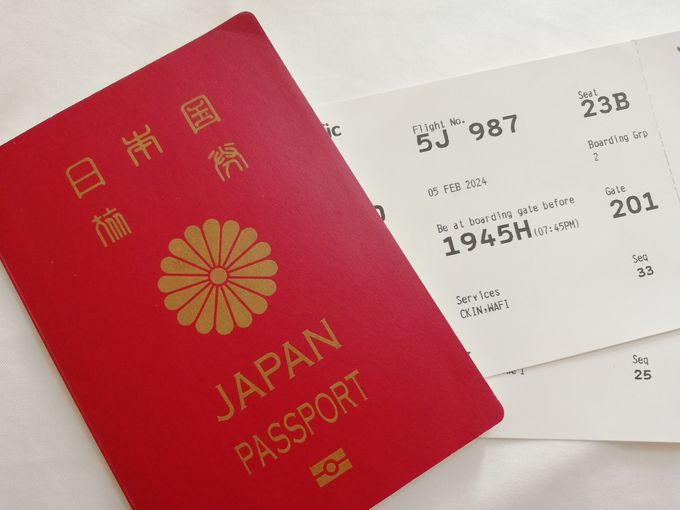 日本国
旅券
JAPAN
PASSPORT
ic
Flight No.
5J 987
Seat
23B
05 FEB 2024
Boarding Grp
2
Be at boarding gate before
1945H (07:45PM)
Gate
201
Services
CKIN,WAFI
Seq
33
Seq
25